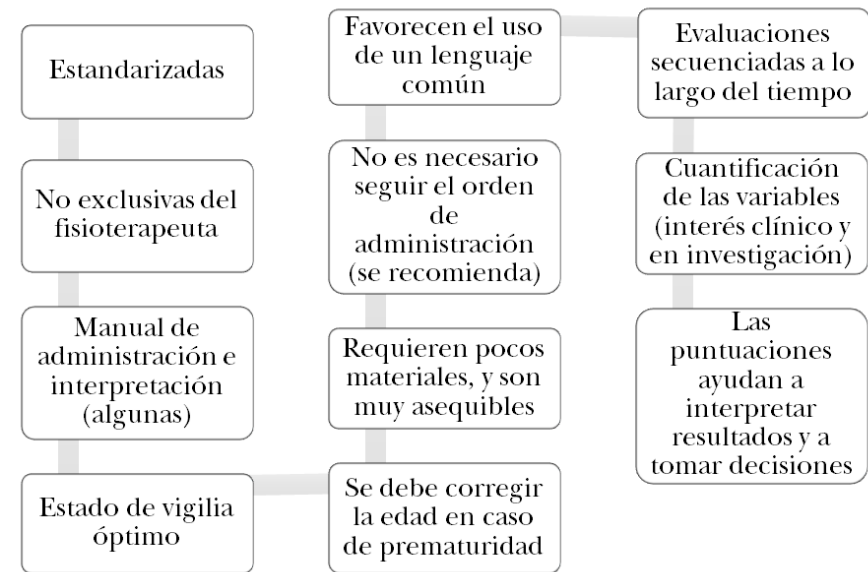 Estandarizadas
No exclusivas del
fisioterapeuta
Manual de
administración e
interpretación
(algunas)
Estado de vigilia
óptimo
Se debe corregir
la edad en caso
de prematuridad
Requieren pocos
materiales, y son
muy asequibles
No es necesario
seguir el orden
de
administración
(se recomienda)
Favorecen el uso
de un lenguaje
común
Evaluaciones
secuenciadas a lo
largo del tiempo
Cuantificación
de las variables
(interés clínico y
en investigación)
Las
puntuaciones
ayudan a
interpretar
resultados y a
tomar decisiones